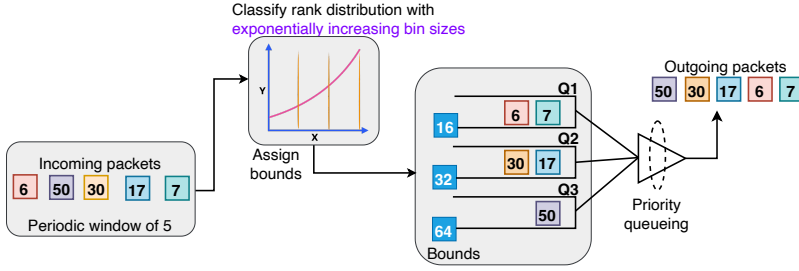 Classify rank distribution with
exponentially increasing bin sizes
Y
X
Assign
bounds
Incoming packets
6 50 30 17 7
Periodic window of 5
Q1
6 7
16
Q2
30 17
32
Q3
50
64
Bounds
Priority
queueing
Outgoing packets
50 30 17 6 7